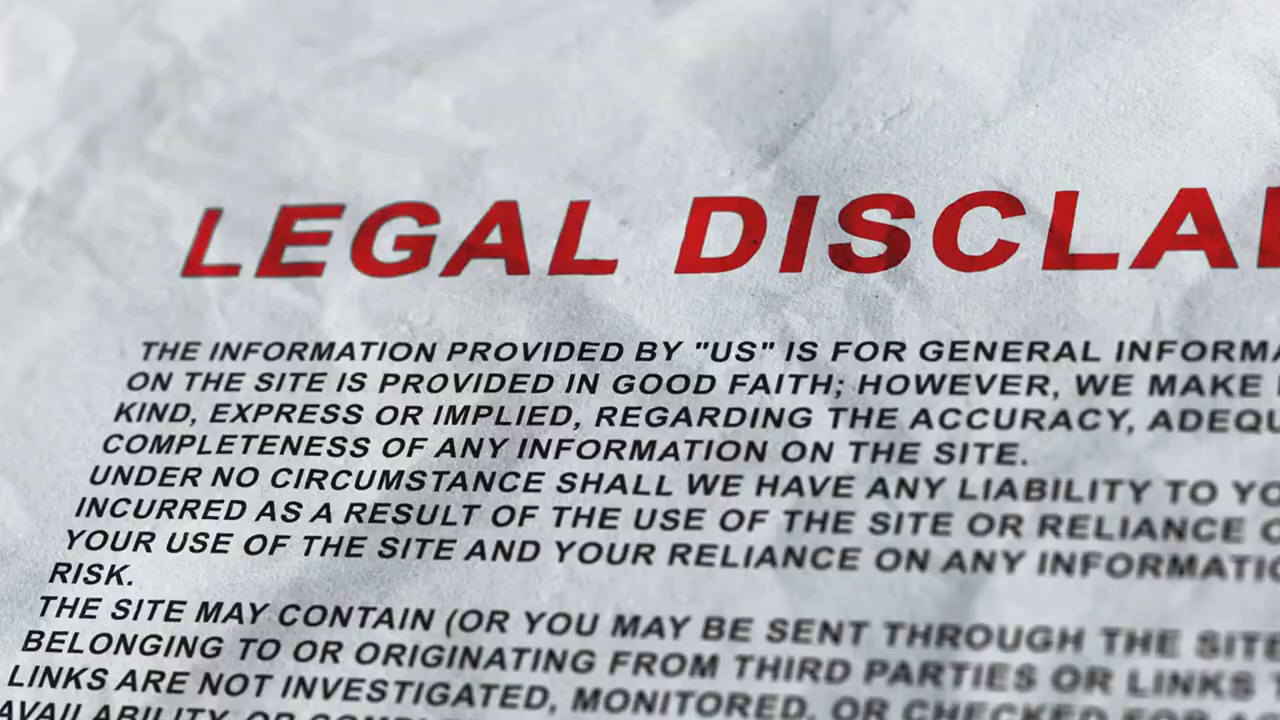 LEGAL DISCLAI
THE INFORMATION PROVIDED BY "US" IS FOR GENERAL INFORMA
ON THE SITE IS PROVIDED IN GOOD FAITH; HOWEVER, WE MAKE
KIND, EXPRESS OR IMPLIED, REGARDING THE ACCURACY, ADEQU
COMPLETENESS OF ANY INFORMATION ON THE SITE.
UNDER NO CIRCUMSTANCE SHALL WE HAVE ANY LIABILITY TO YO
INCURRED AS A RESULT OF THE USE OF THE SITE OR RELIANCE O
YOUR USE OF THE SITE AND YOUR RELIANCE ON ANY INFORMATIO
RISK.
THE SITE MAY CONTAIN (OR YOU MAY BE SENT THROUGH THE SITE
BELONGING TO OR ORIGINATING FROM THIRD PARTIES OR LINKS
LINKS ARE NOT INVESTIGATED, MONITORED, OR CHECKED FOR
AVAILABILITY, OR